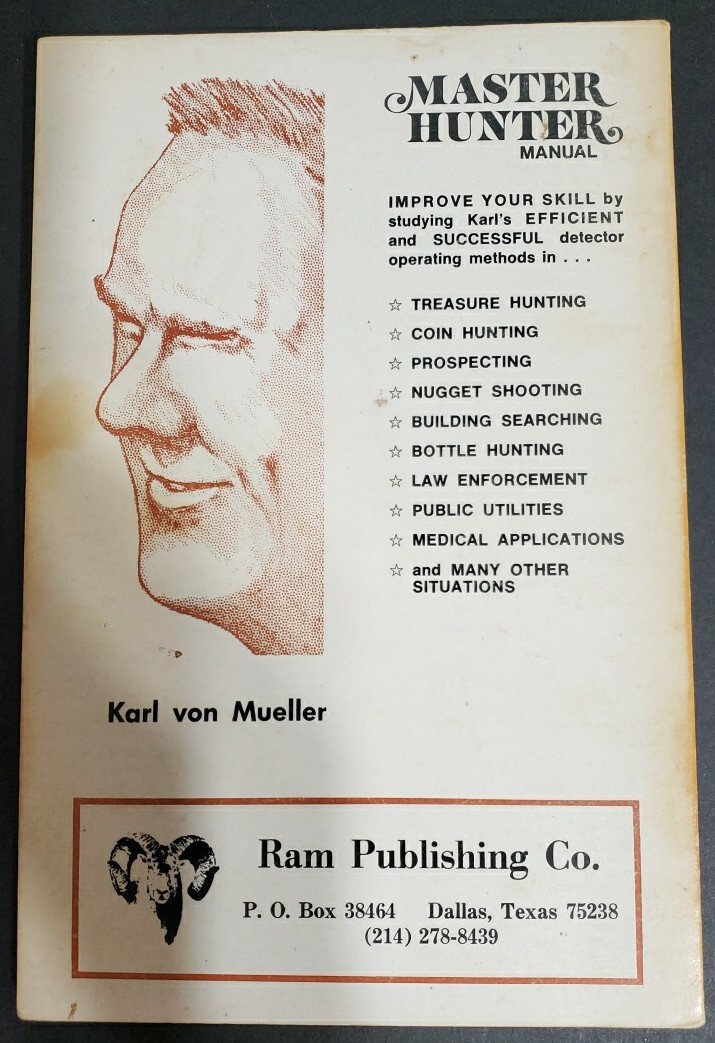 MASTER
HUNTER
MANUAL
IMPROVE YOUR SKILL by
studying Karl's EFFICIENT
and SUCCESSFUL detector
operating methods in . . .
☆ TREASURE HUNTING
☆ COIN HUNTING
☆ PROSPECTING
☆ NUGGET SHOOTING
☆ BUILDING SEARCHING
☆ BOTTLE HUNTING
☆ LAW ENFORCEMENT
☆ PUBLIC UTILITIES
☆ MEDICAL APPLICATIONS
☆ and MANY OTHER
SITUATIONS
Karl von Mueller
Ram Publishing Co.
P. O. Box 38464 Dallas, Texas 75238
(214) 278-8439